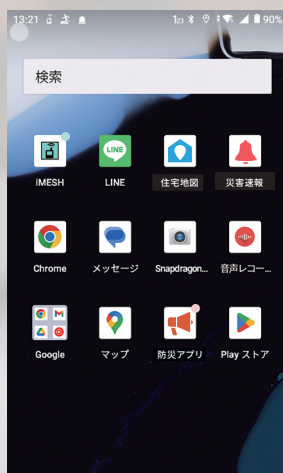 13:21
90%
検索
iMESH
LINE
LINE
住宅地図
災害速報
Chrome
メッセージ
Snapdragon...
音声レコー...
Google
マップ
防災アプリ
Play ストア